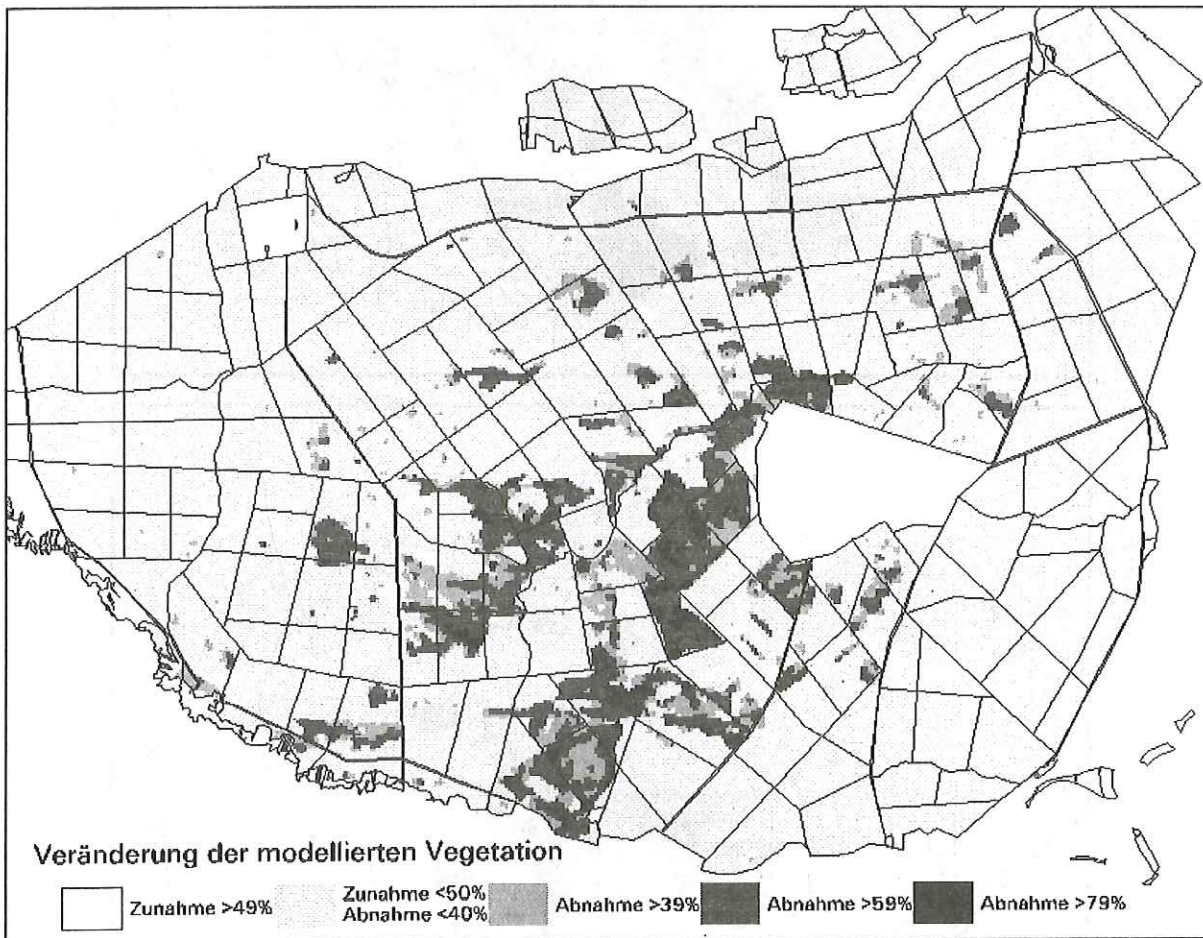 Veränderung der modellierten Vegetation
Zunahme >49%
Zunahme <50%
Abnahme <40%
Abnahme >39%
Abnahme >59%
Abnahme >79%